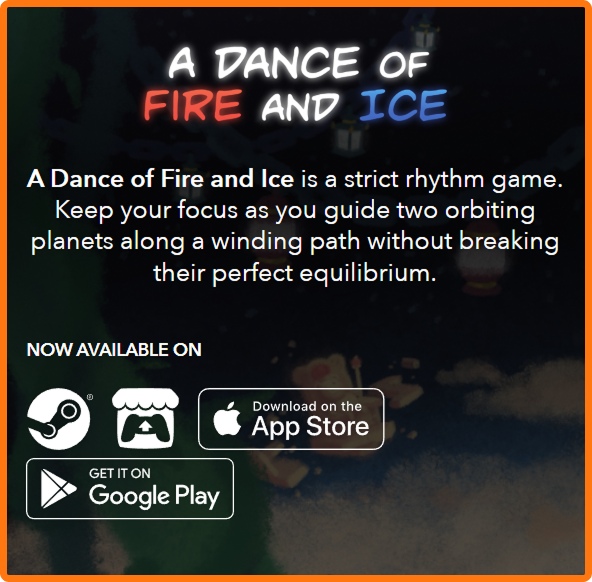 A DANCE OF
FIRE AND ICE
A Dance of Fire and Ice is a strict rhythm game.
Keep your focus as you guide two orbiting
planets along a winding path without breaking
their perfect equilibrium.
NOW AVAILABLE ON
®
Download on the
App Store
GET IT ON
Google Play